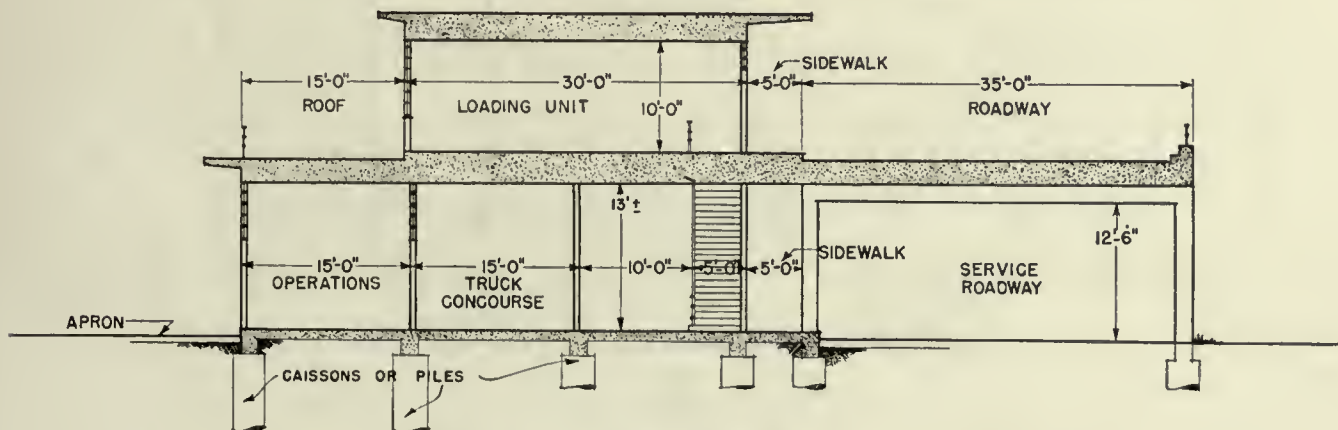 SIDEWALK
15'-0"
30'-0"
5'-0"
35'-0"
ROOF
LOADING UNIT
10'-0"
ROADWAY
13'±
12'-6"
SIDEWALK
15'-0"
15'-0"
10'-0"
5'-0"
5'-0"
OPERATIONS
TRUCK
CONCOURSE
SERVICE
ROADWAY
APRON
CAISSONS OR PILES